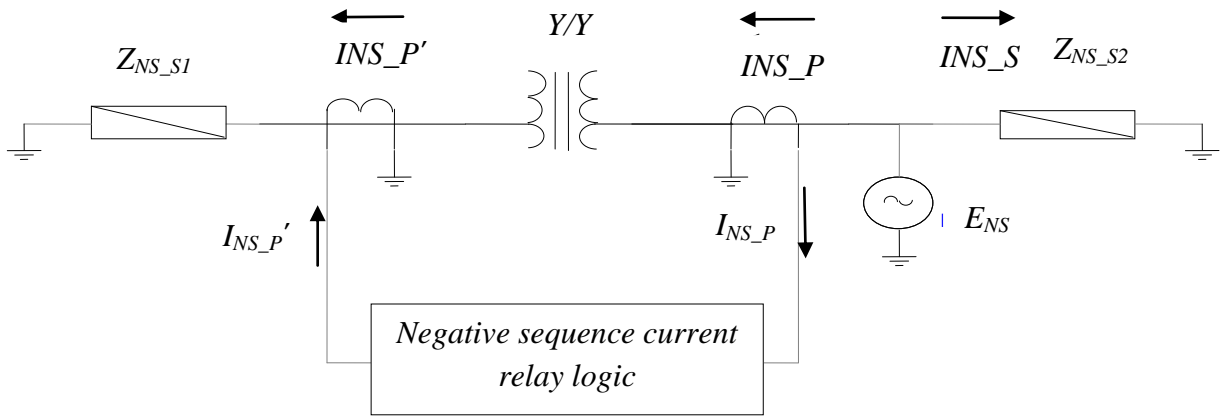 Y/Y
INS_P′
INS_P
INS_S
Z_NS_S1
Z_NS_S2
I_NS_P′
I_NS_P
E_NS
Negative sequence current
relay logic